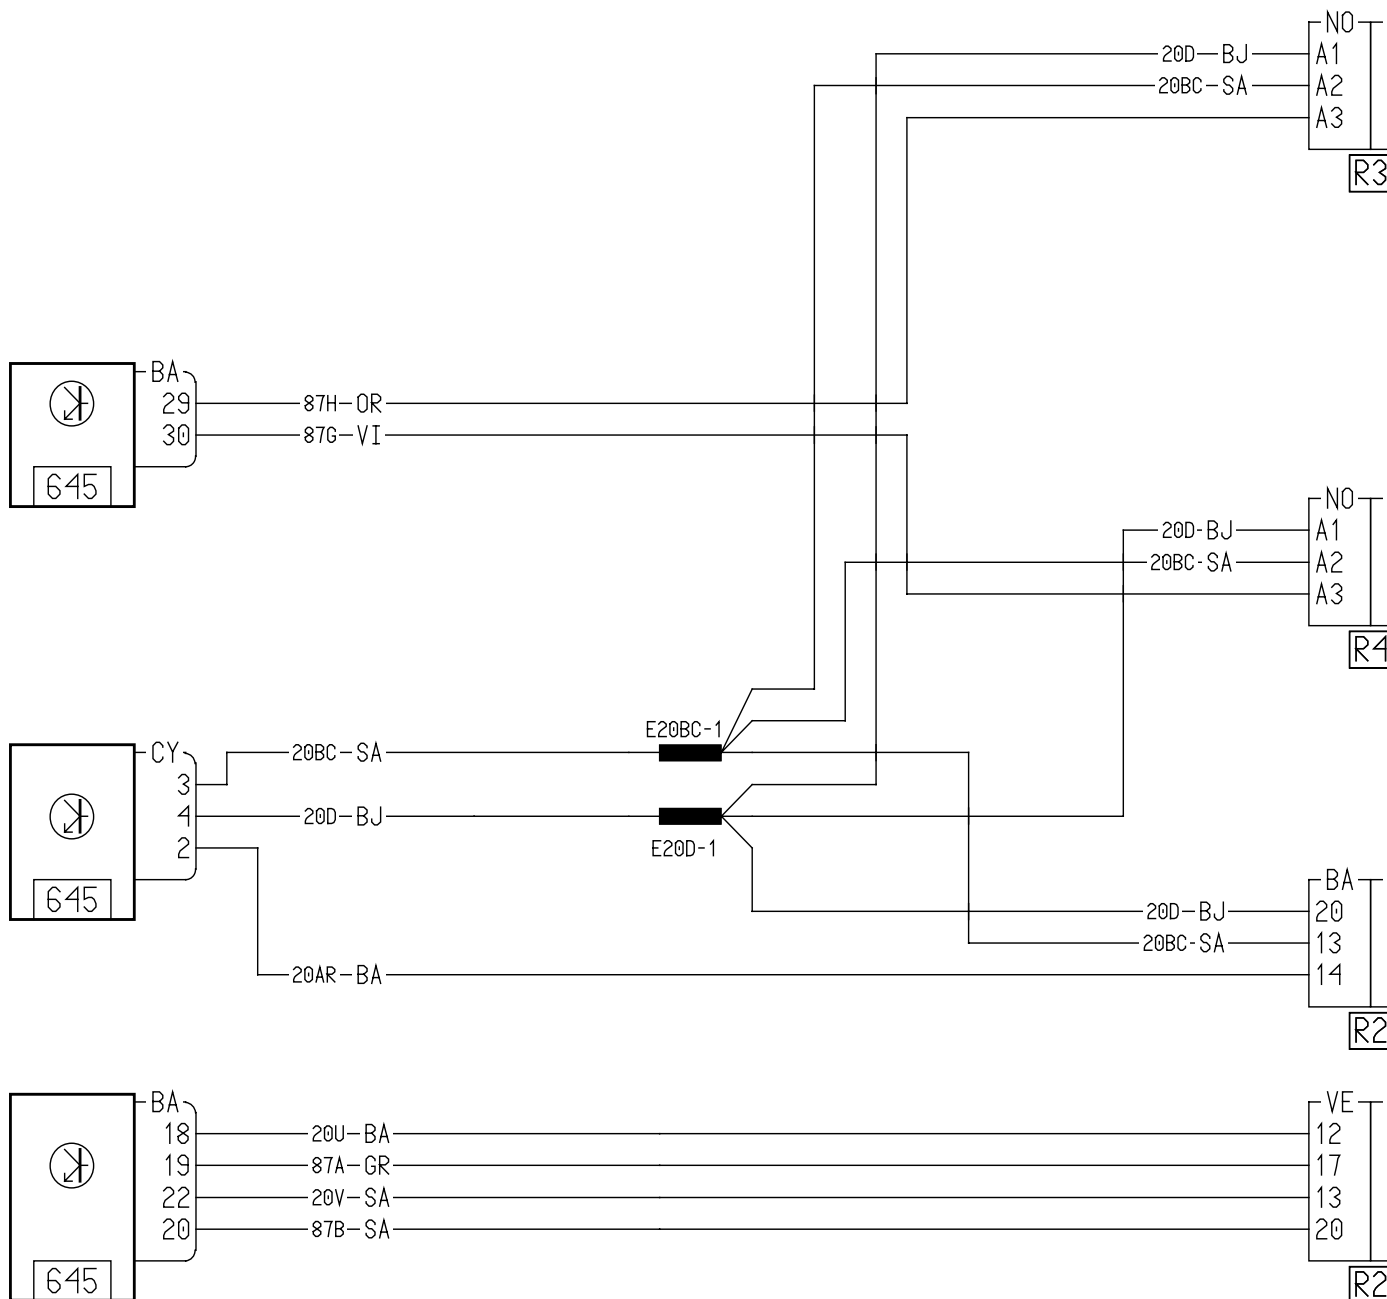 NO
20D BJ A1
20BC-SA A2
A3
R3
BA
29 87H-OR
30 87G-VI
645
NO
20D-BJ A1
20BC-SA A2
A3
R4
E20BC-1
CY 20BC-SA
3
4 20D-BJ
2 E20D-1
645
BA
20D-BJ 20
20BC-SA 13
20AR-BA 14
R2
BA VE
18 20U-BA 12
19 87A-GR 17
22 20V-SA 13
20 87B-SA 20
645 R2